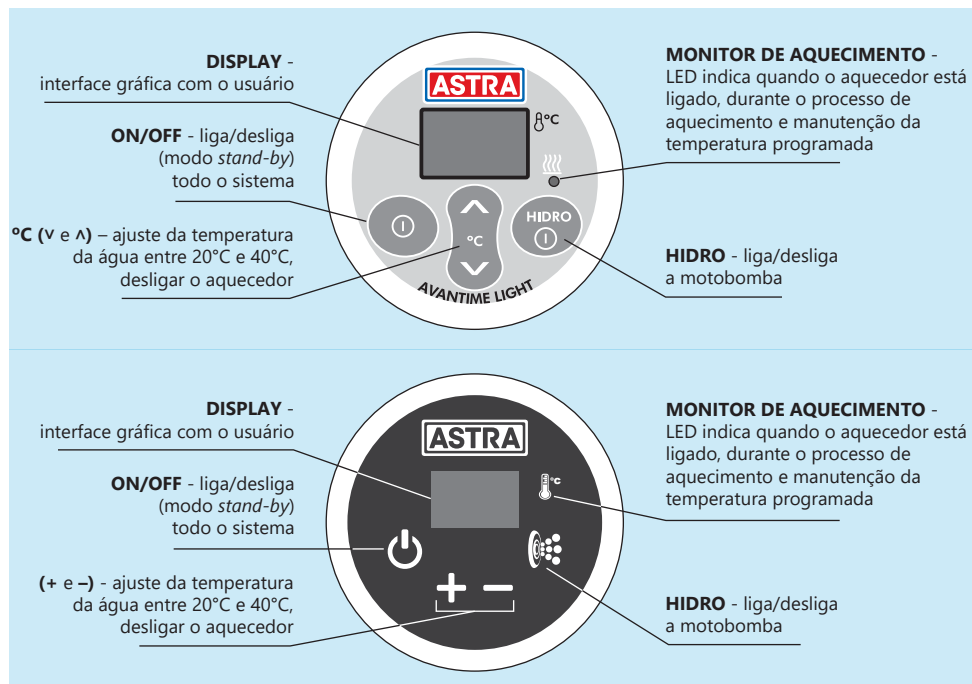 DISPLAY -
interface gráfica com o usuário
ON/OFF - liga/desliga
(modo stand-by)
todo o sistema
ºC (˅ e ˄) – ajuste da temperatura
da água entre 20°C e 40°C,
desligar o aquecedor
ASTRA
ºC
HIDRO
ºC
AVANTIME LIGHT
MONITOR DE AQUECIMENTO -
LED indica quando o aquecedor está
ligado, durante o processo de
aquecimento e manutenção da
temperatura programada
HIDRO - liga/desliga
a motobomba
DISPLAY -
interface gráfica com o usuário
ON/OFF - liga/desliga
(modo stand-by)
todo o sistema
(+ e –) - ajuste da temperatura
da água entre 20°C e 40°C,
desligar o aquecedor
ASTRA
°C
MONITOR DE AQUECIMENTO -
LED indica quando o aquecedor está
ligado, durante o processo de
aquecimento e manutenção da
temperatura programada
HIDRO - liga/desliga
a motobomba